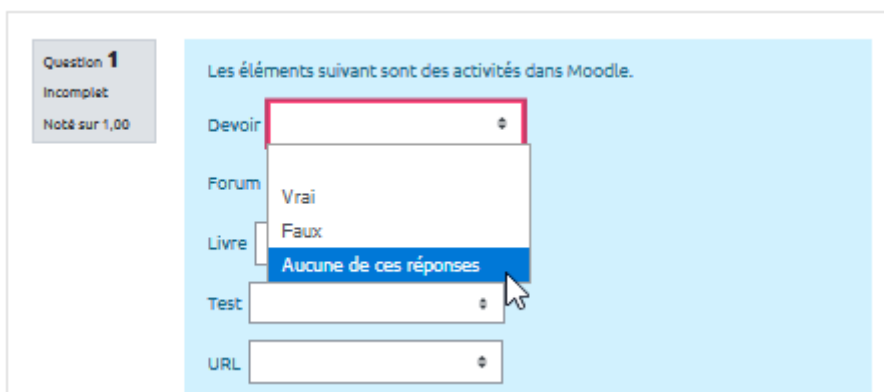 Question 1
Incomplet
Noté sur 1,00
Les éléments suivant sont des activités dans Moodle.
Devoir
Forum
Vrai
Faux
Livre
Aucune de ces réponses
Test
URL